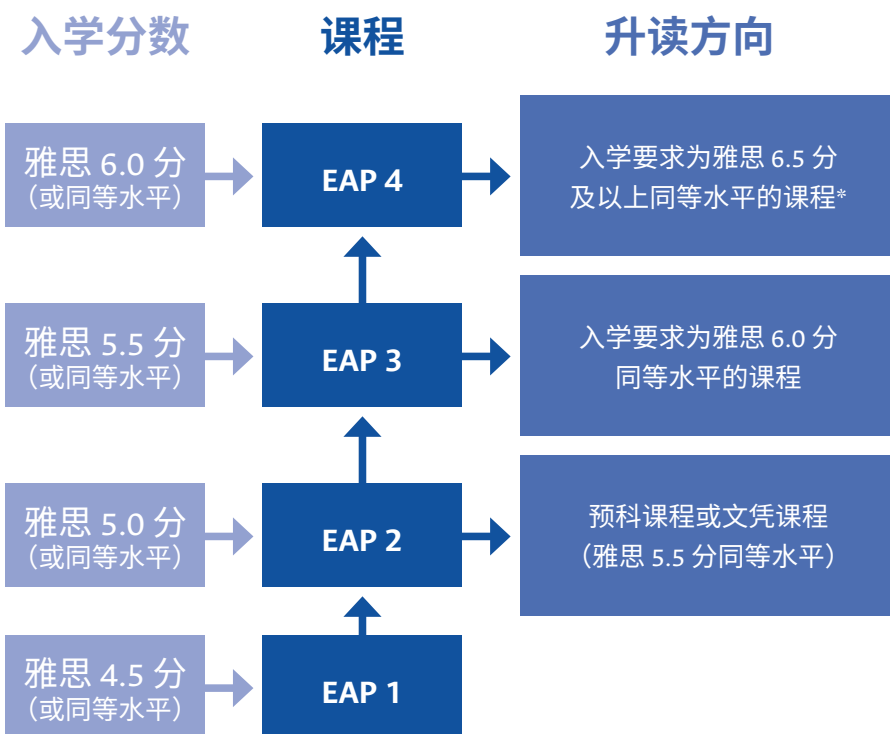 入学分数
课程
升读方向
雅思 6.0 分
（或同等水平）
EAP 4
入学要求为雅思 6.5 分
及以上同等水平的课程*
雅思 5.5 分
（或同等水平）
EAP 3
入学要求为雅思 6.0 分
同等水平的课程
雅思 5.0 分
（或同等水平）
EAP 2
预科课程或文凭课程
（雅思 5.5 分同等水平）
雅思 4.5 分
（或同等水平）
EAP 1